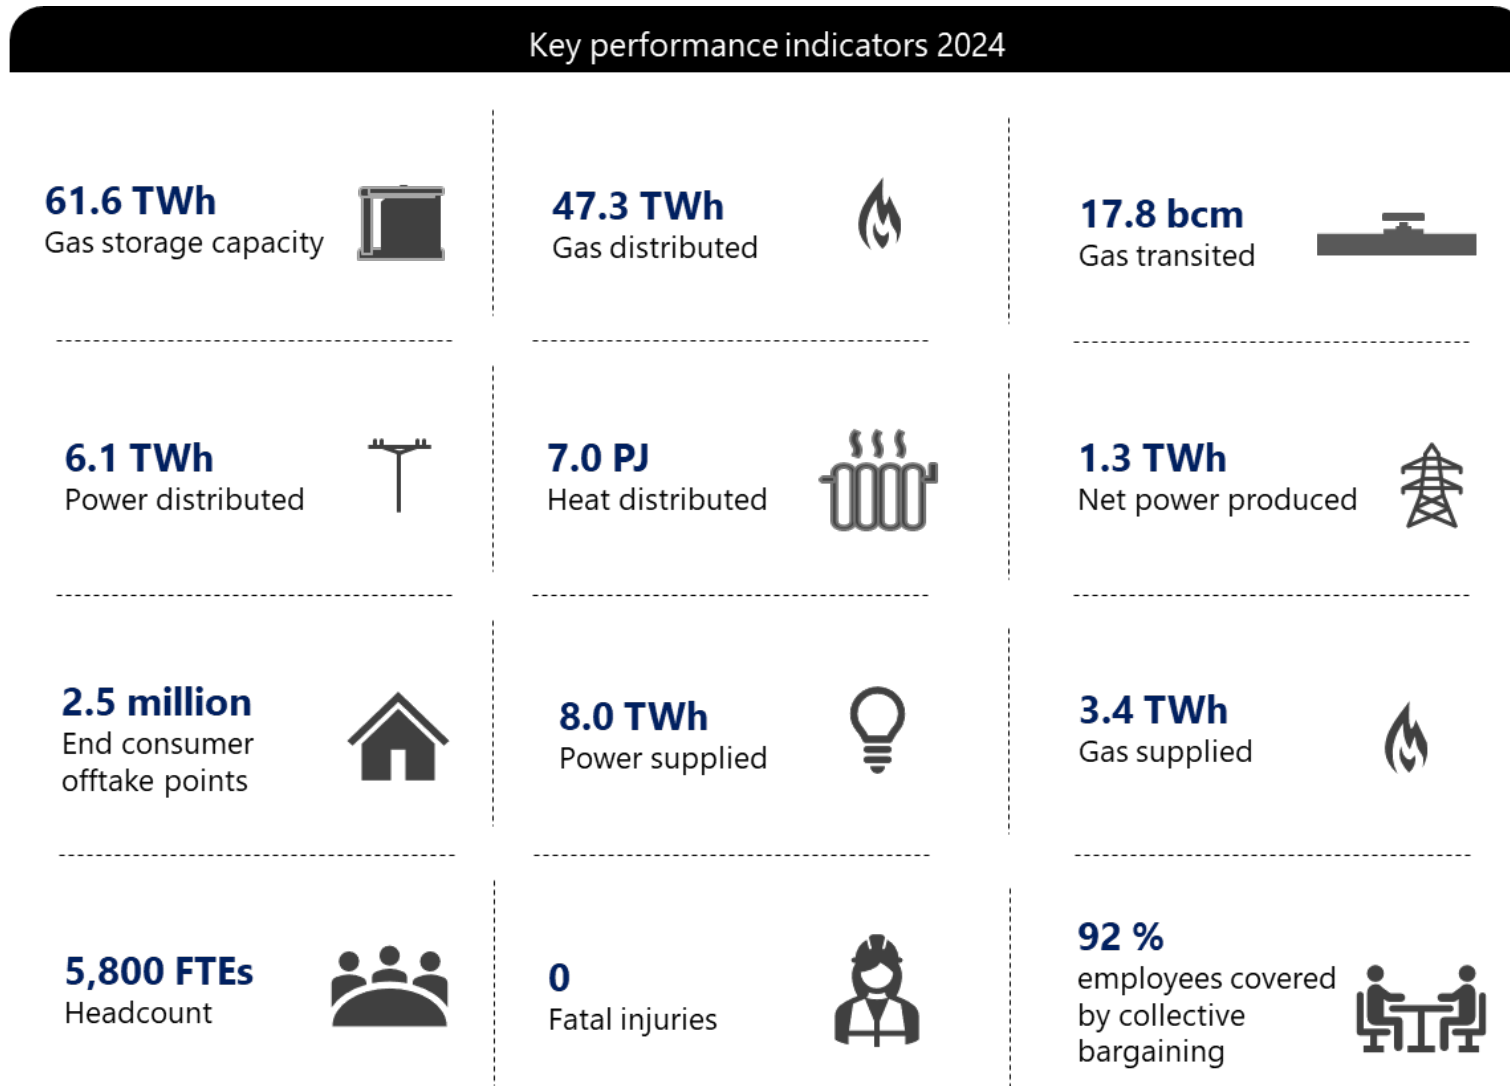 Key performance indicators 2024
61.6 TWh
Gas storage capacity
47.3 TWh
Gas distributed
17.8 bcm
Gas transited
6.1 TWh
Power distributed
7.0 PJ
Heat distributed
1.3 TWh
Net power produced
2.5 million
End consumer
offtake points
8.0 TWh
Power supplied
3.4 TWh
Gas supplied
5,800 FTEs
Headcount
0
Fatal injuries
92 %
employees covered
by collective
bargaining